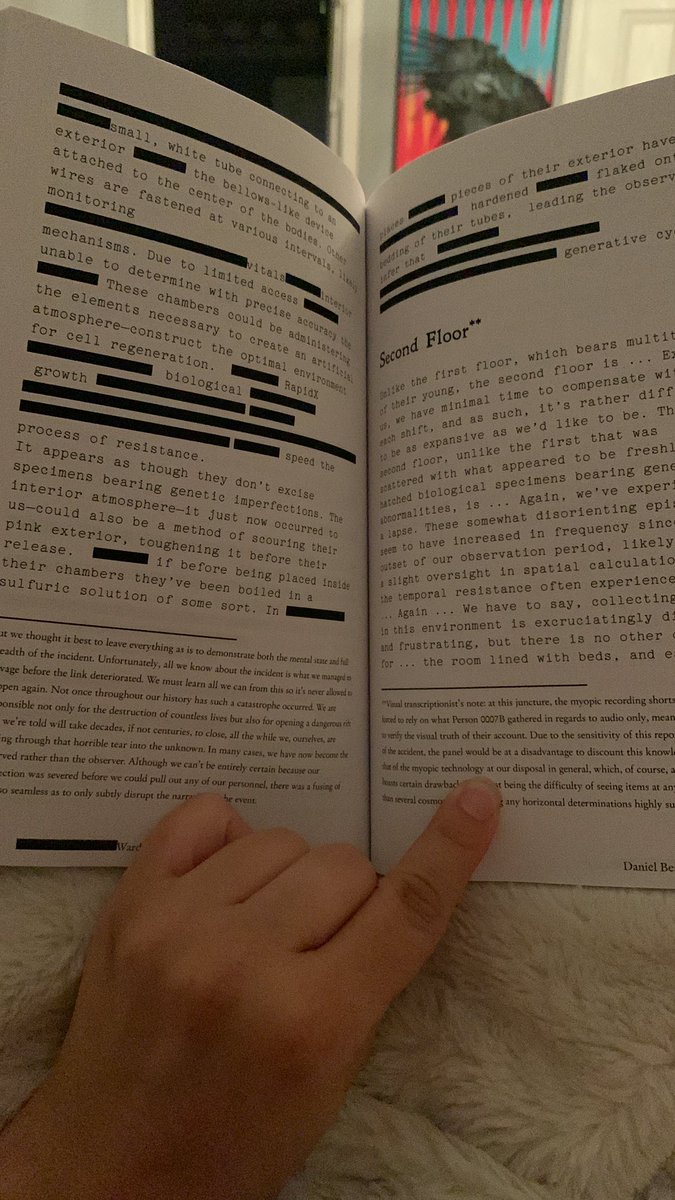 small, white tube connecting to an
exterior the bellows-like device
attached to the center of the bodies. Other
wires are fastened at various intervals, likely
monitoring
vitals interior
mechanisms. Due to limited access
unable to determine with precise accuracy the
These chambers could be administering
the elements necessary to create an artificial
atmosphere—construct the optimal environment
for cell regeneration. RapidX
growth biological
speed the
process of resistance.
It appears as though they don't excise
specimens bearing genetic imperfections. The
interior atmosphere—it just now occurred to
us—could also be a method of scouring their
pink exterior, toughening it before their
release. if before being placed inside
their chambers they've been boiled in a
sulfuric solution of some sort. In
ut we thought it best to leave everything as is to demonstrate both the mental state and full
eadth of the incident. Unfortunately, all we know about the incident is what we managed to
vage before the link deteriorated. We must learn all we can from this so it's never allowed to
ppen again. Not once throughout our history has such a catastrophe occurred. We are
ponsible not only for the destruction of countless lives but also for opening a dangerous rift
we're told will take decades, if not centuries, to close, all the while we, ourselves, are
ing through that horrible tear into the unknown. In many cases, we have now become the
rved rather than the observer. Although we can't be entirely certain because our
ection was severed before we could pull out any of our personnel, there was a fusing of
so seamless as to only subtly disrupt the narra he event.
Ward
places pieces of their exterior have
hardened flaked ont
bedding of their tubes, leading the observ
infer that
generative cy
Second Floor**
Unlike the first floor, which bears multit
of their young, the second floor is ... Ex
us, we have minimal time to compensate wi
each shift, and as such, it's rather diff
to be as expansive as we'd like to be. Th
second floor, unlike the first that was
scattered with what appeared to be freshl
hatched biological specimens bearing gene
abnormalities, is ... Again, we've experi
a lapse. These somewhat disorienting epis
seem to have increased in frequency since
outset of our observation period, likely
a slight oversight in spatial calculatio
the temporal resistance often experience
... Again ... We have to say, collecting
in this environment is excruciatingly di
and frustrating, but there is no other o
for ... the room lined with beds, and ea
**Visual transcriptionist's note: at this juncture, the myopic recording shorts
forced to rely on what Person 0007B gathered in regards to audio only, mean
to verify the visual truth of their account. Due to the sensitivity of this repo
of the accident, the panel would be at a disadvantage to discount this knowle
that of the myopic technology at our disposal in general, which, of course, a
boasts certain drawbac t being the difficulty of seeing items at any
than several cosmo g any horizontal determinations highly su
Daniel Be